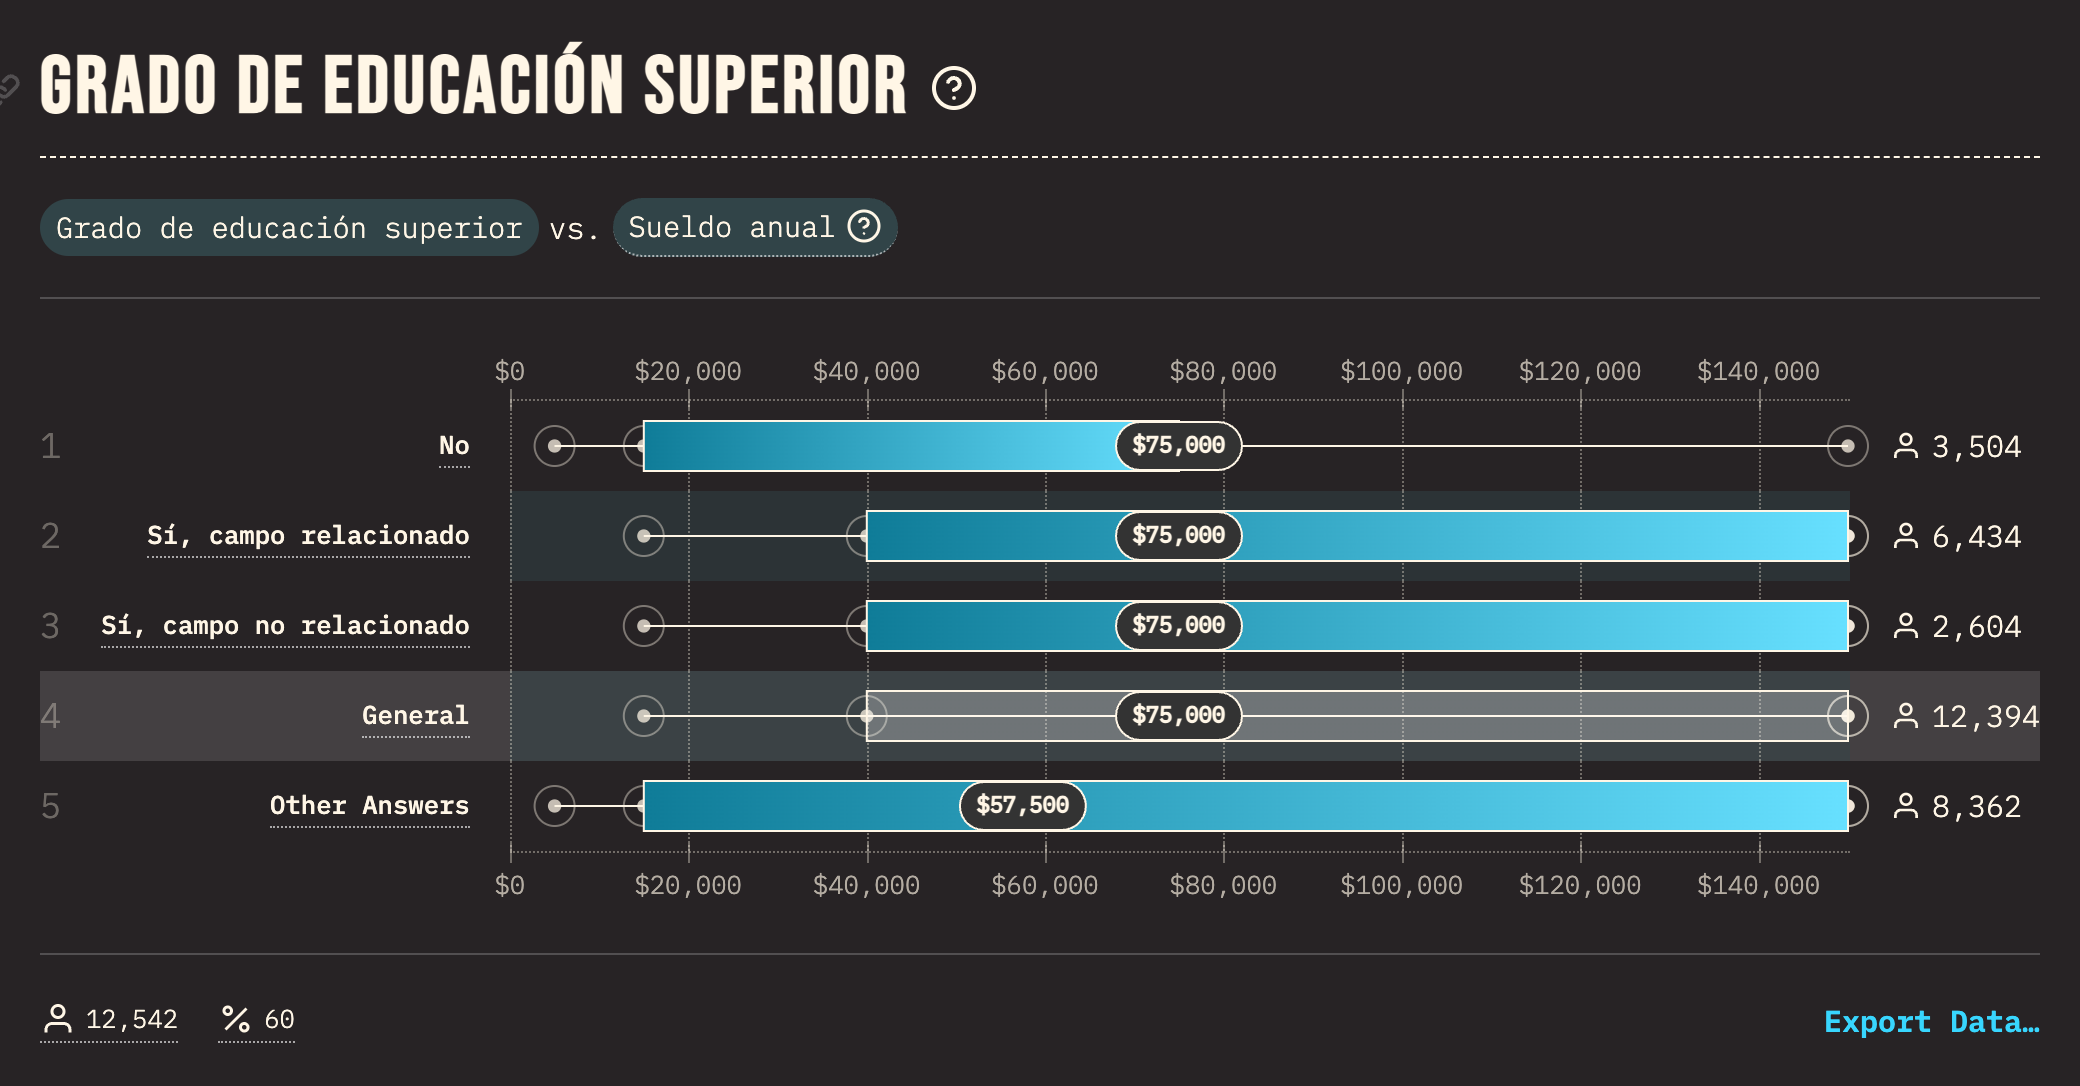 GRADO DE EDUCACIÓN SUPERIOR
Grado de educación superior vs. Sueldo anual
$0 $20,000 $40,000 $60,000 $80,000 $100,000 $120,000 $140,000
1 No $75,000 3,504
2 Sí, campo relacionado $75,000 6,434
3 Sí, campo no relacionado $75,000 2,604
4 General $75,000 12,394
5 Other Answers $57,500 8,362
$0 $20,000 $40,000 $60,000 $80,000 $100,000 $120,000 $140,000
12,542 % 60 Export Data…